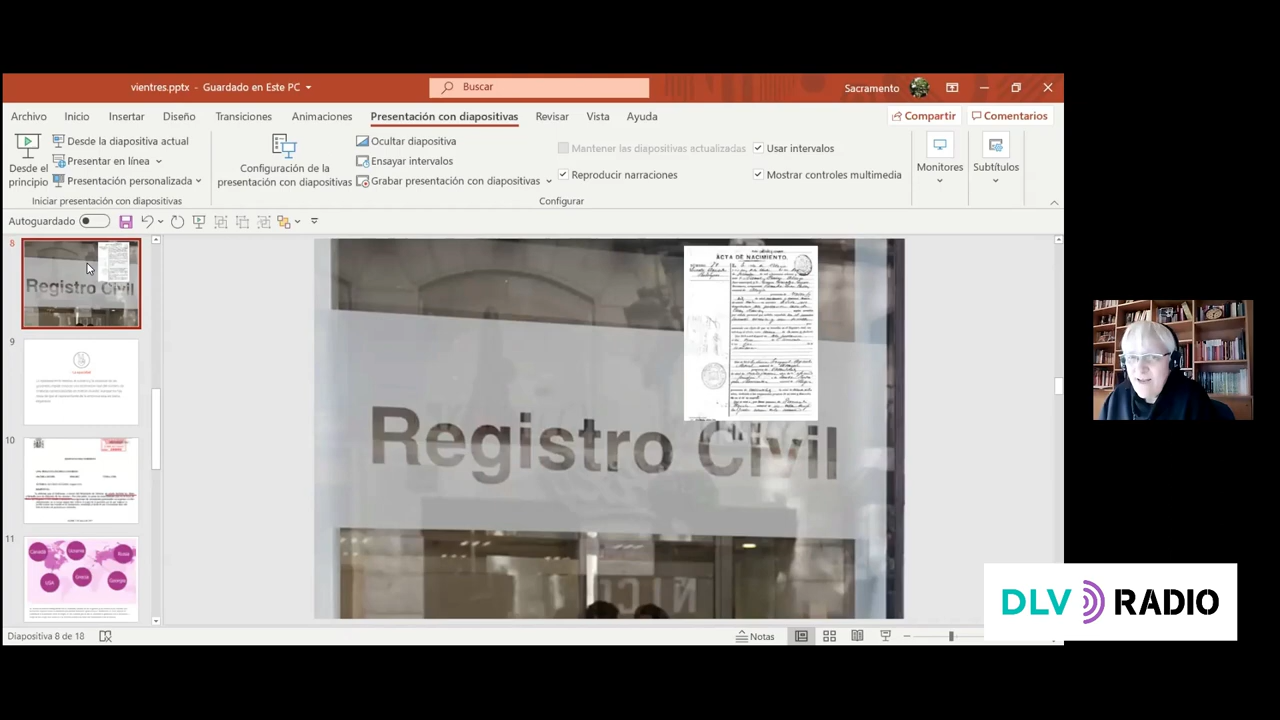 vientres.pptx - Guardado en Este PC
Buscar
Sacramento
Archivo Inicio Insertar Diseño Transiciones Animaciones Presentación con diapositivas Revisar Vista Ayuda
Compartir Comentarios
Desde el principio
Desde la diapositiva actual
Presentar en línea
Presentación personalizada
Iniciar presentación con diapositivas
Configuración de la presentación con diapositivas
Ocultar diapositiva
Ensayar intervalos
Grabar presentación con diapositivas
Mantener las diapositivas actualizadas
Reproducir narraciones
Usar intervalos
Mostrar controles multimedia
Configurar
Monitores
Subtítulos
Autoguardado
8
Registro Civil
9
10
11
Canadá
Ucrania
Rusia
USA
Grecia
Georgia
ACTA DE NACIMIENTO.
Registro Civil
DLV RADIO
Diapositiva 8 de 18
Notas